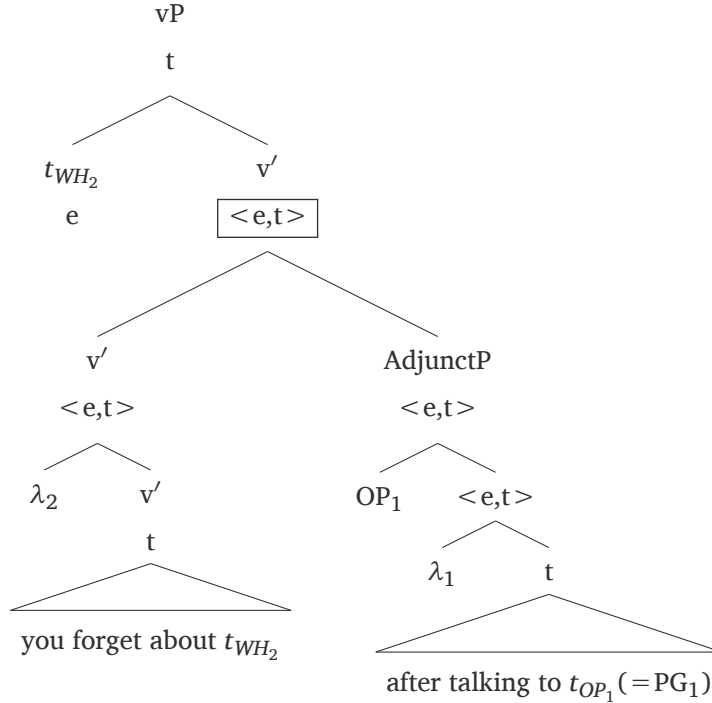 vP
t
t_{WH_2} v′
e <e,t>
v′ AdjunctP
<e,t> <e,t>
λ_2 v′ OP_1 <e,t>
t
λ_1 t
you forget about t_{WH_2}
after talking to t_{OP_1}(=PG_1)